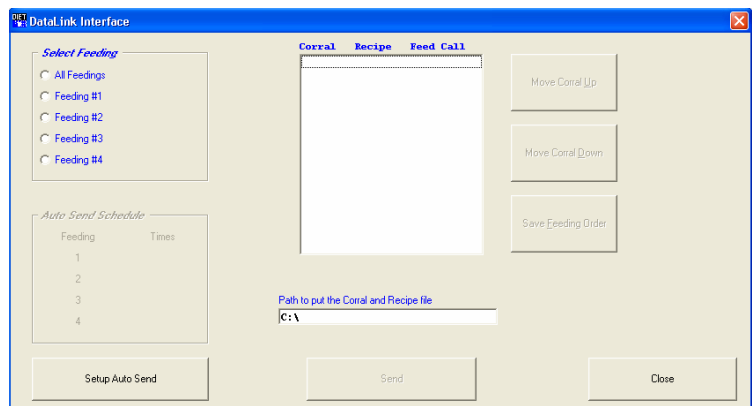 DIET
DataLink Interface
Select Feeding
All Feedings
Feeding #1
Feeding #2
Feeding #3
Feeding #4
Auto Send Schedule
Feeding Times
1
2
3
4
Setup Auto Send
Corral Recipe Feed Call
Path to put the Corral and Recipe file
C:\
Send
Move Corral Up
Move Corral Down
Save Feeding Order
Close